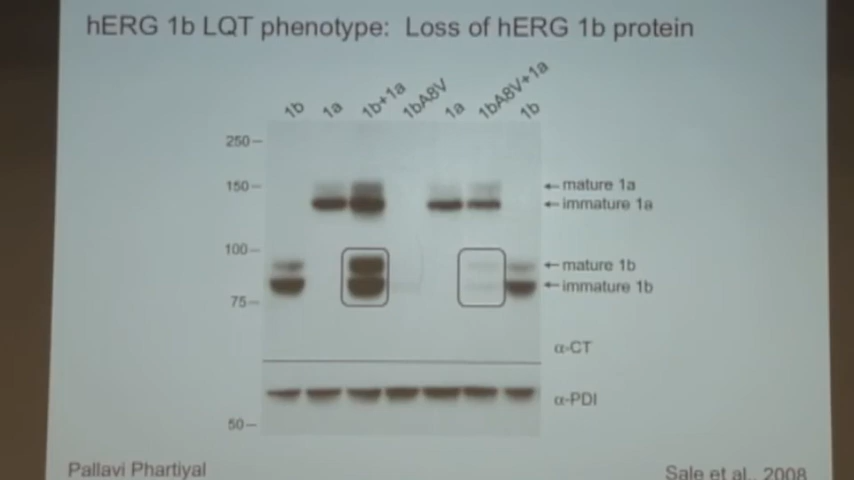 hERG 1b LQT phenotype: Loss of hERG 1b protein
1b 1a 1b+1a 1bA8V 1a 1bA8V+1a 1b
250
150
mature 1a
immature 1a
100
mature 1b
immature 1b
75
α-CT
α-PDI
50
Pallavi Phartiyal
Sale et al., 2008